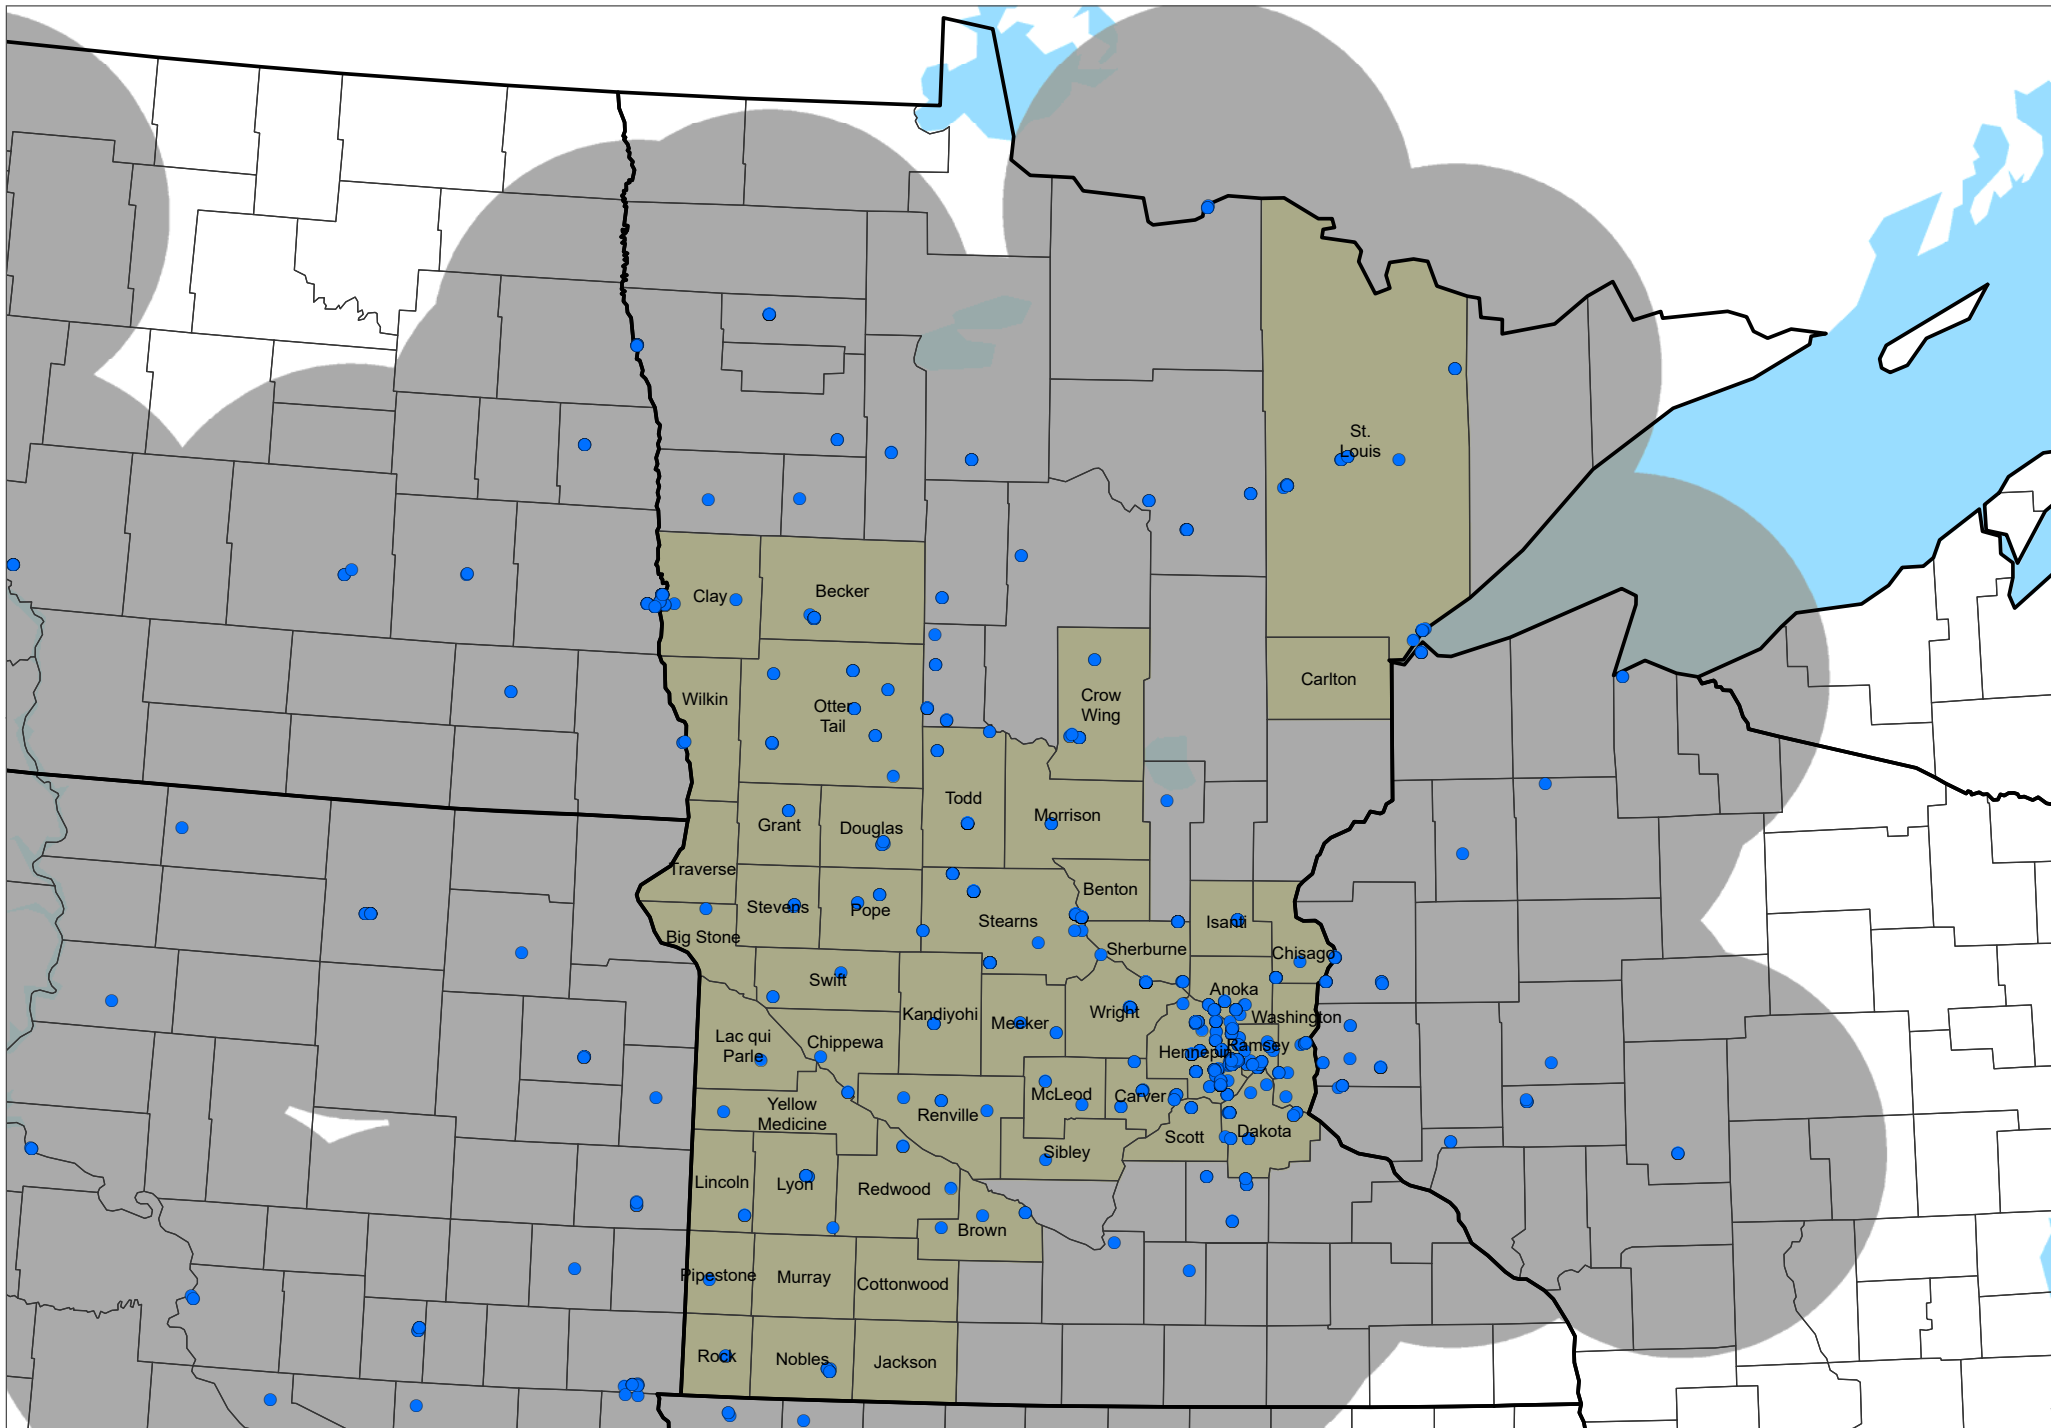 St.
Louis
Clay
Becker
Carlton
Wilkin
Otter
Tail
Crow
Wing
Todd
Morrison
Grant
Douglas
Traverse
Benton
Stevens
Pope
Stearns
Isanti
Big Stone
Sherburne
Chisago
Swift
Anoka
Kandiyohi
Meeker
Wright
Washington
Lac qui
Parle
Chippewa
Hennepin
Ramsey
Yellow
Medicine
Renville
McLeod
Carver
Scott
Dakota
Sibley
Lincoln
Lyon
Redwood
Brown
Pipestone
Murray
Cottonwood
Rock
Nobles
Jackson